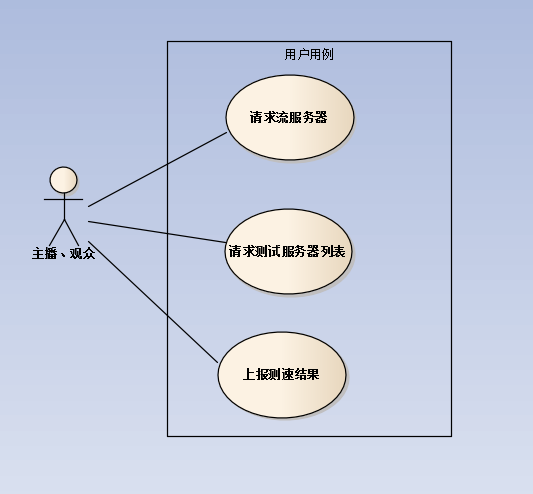 用户用例
请求流服务器
主播、观众
请求测试服务器列表
上报测速结果